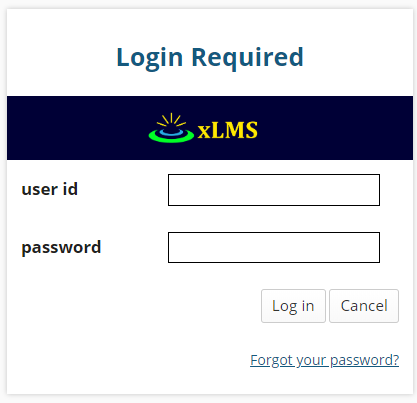 Login Required
xLMS
user id
password
Log in Cancel
Forgot your password?